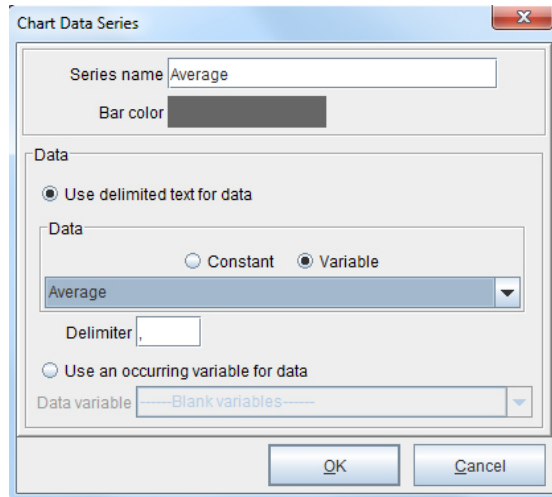 Chart Data Series
Series name Average
Bar color
Data
Use delimited text for data
Data
Constant Variable
Average
Delimiter ,
Use an occurring variable for data
Data variable ------Blank variables------
OK Cancel